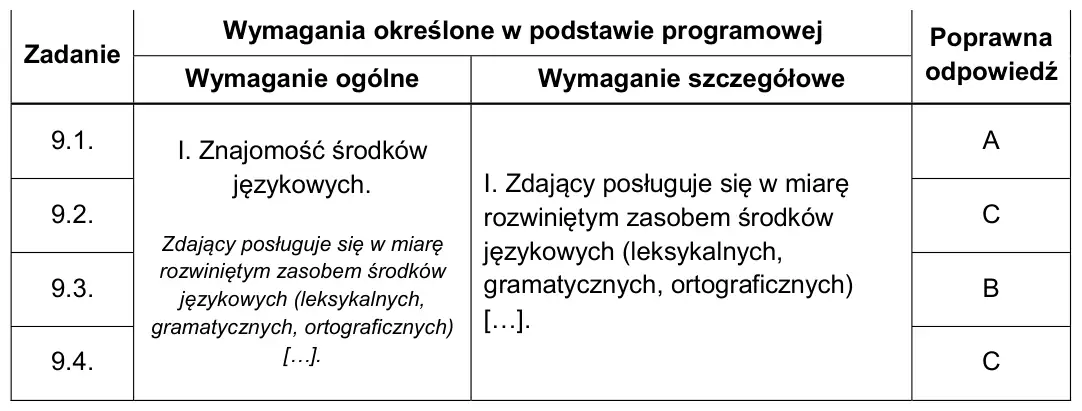 Zadanie
Wymagania określone w podstawie programowej
Poprawna
odpowiedź
Wymaganie ogólne
Wymaganie szczegółowe
9.1.
I. Znajomość środków
językowych.
Zdający posługuje się w miarę
rozwiniętym zasobem środków
językowych (leksykalnych,
gramatycznych, ortograficznych)
[…].
I. Zdający posługuje się w miarę
rozwiniętym zasobem środków
językowych (leksykalnych,
gramatycznych, ortograficznych)
[…].
A
9.2.
C
9.3.
B
9.4.
C